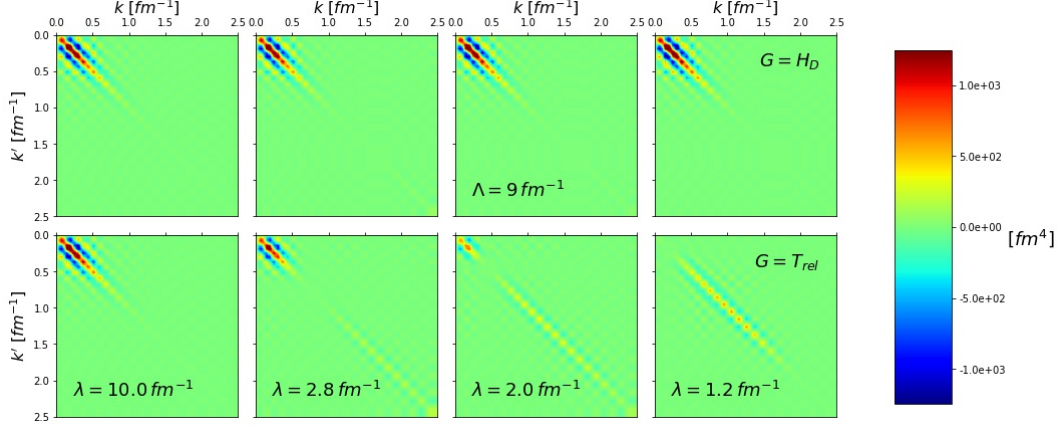 k [fm⁻¹] k [fm⁻¹] k [fm⁻¹] k [fm⁻¹]
0.0 0.5 1.0 1.5 2.0 2.5 0.0 0.5 1.0 1.5 2.0 2.5 0.0 0.5 1.0 1.5 2.0 2.5 0.0 0.5 1.0 1.5 2.0 2.5
0.0
0.5
1.0
1.5
2.0
2.5
k′ [fm⁻¹]
G = H_D
Λ = 9 fm⁻¹
0.0
0.5
1.0
1.5
2.0
2.5
k′ [fm⁻¹]
G = T_rel
λ = 10.0 fm⁻¹ λ = 2.8 fm⁻¹ λ = 2.0 fm⁻¹ λ = 1.2 fm⁻¹
1.0e+03
5.0e+02
0.0e+00
-5.0e+02
-1.0e+03
[fm⁴]